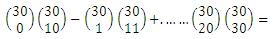 (30 0)(30 10) − (30 1)(30 11) +…… (30 20)(30 30) =